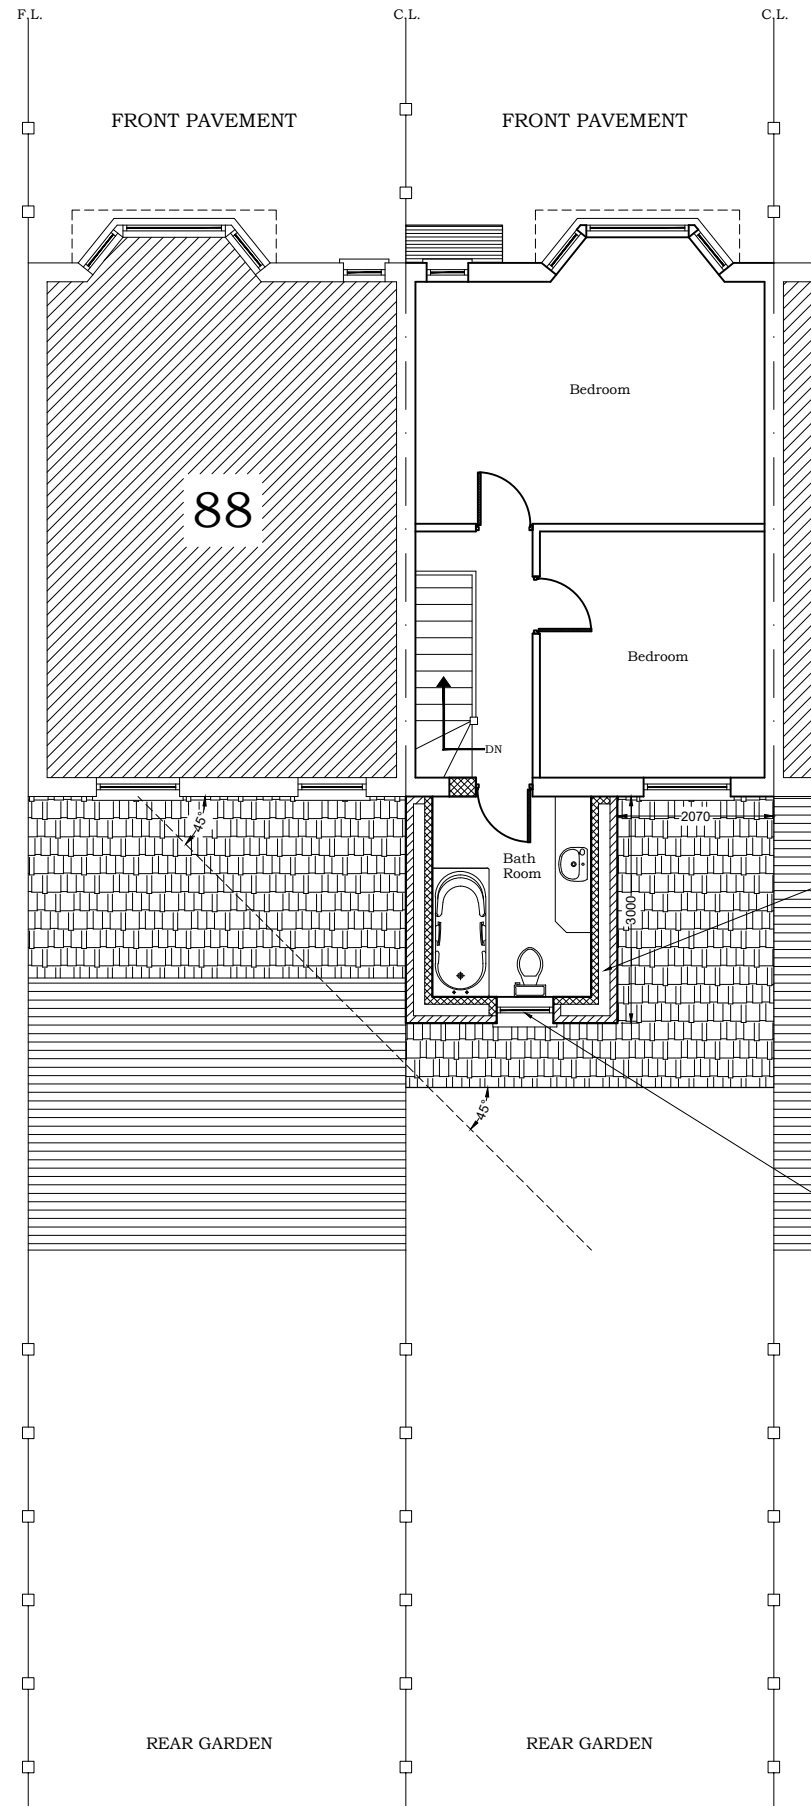 F.L. C.L. C.L.
FRONT PAVEMENT FRONT PAVEMENT
Bedroom
88
Bedroom
DN
45°
2070
Bath
Room
3000
45°
REAR GARDEN REAR GARDEN